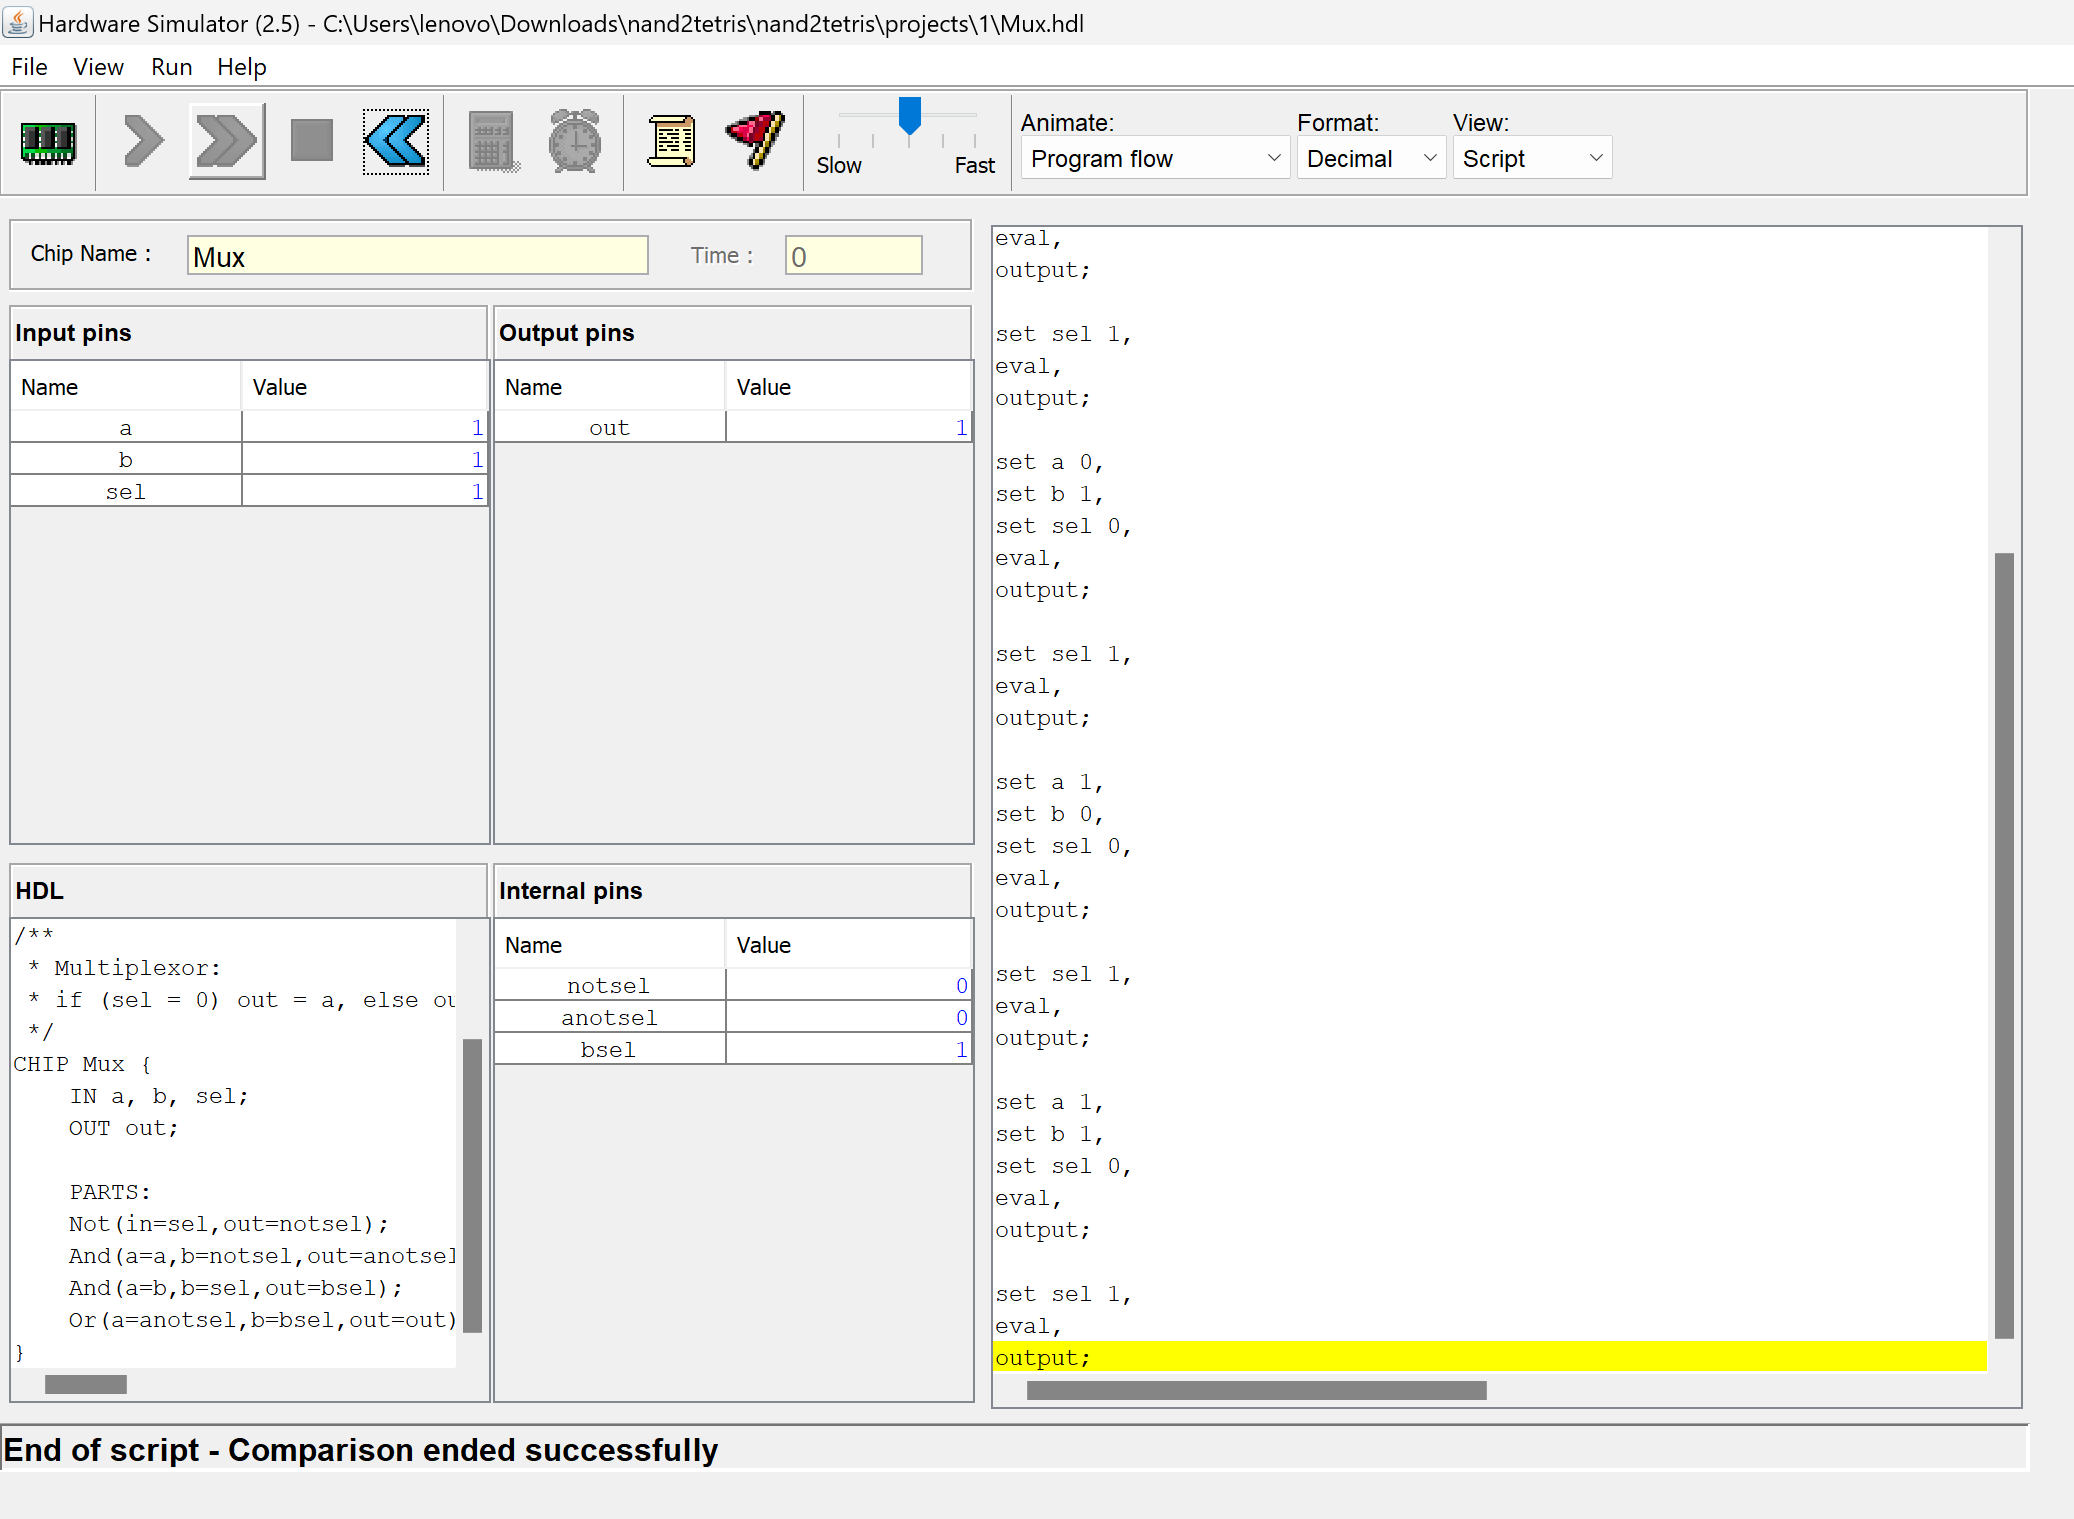 Hardware Simulator (2.5) - C:\Users\lenovo\Downloads\nand2tetris\nand2tetris\projects\1\Mux.hdl
File View Run Help
Slow Fast
Animate: Format: View:
Program flow Decimal Script
Chip Name : Mux Time : 0
Input pins
Name Value
a 1
b 1
sel 1
Output pins
Name Value
out 1
HDL
/**
* Multiplexor:
* if (sel = 0) out = a, else ou
*/
CHIP Mux {
IN a, b, sel;
OUT out;
PARTS:
Not(in=sel,out=notsel);
And(a=a,b=notsel,out=anotsel
And(a=b,b=sel,out=bsel);
Or(a=anotsel,b=bsel,out=out)
}
Internal pins
Name Value
notsel 0
anotsel 0
bsel 1
eval,
output;
set sel 1,
eval,
output;
set a 0,
set b 1,
set sel 0,
eval,
output;
set sel 1,
eval,
output;
set a 1,
set b 0,
set sel 0,
eval,
output;
set sel 1,
eval,
output;
set a 1,
set b 1,
set sel 0,
eval,
output;
set sel 1,
eval,
output;
End of script - Comparison ended successfully